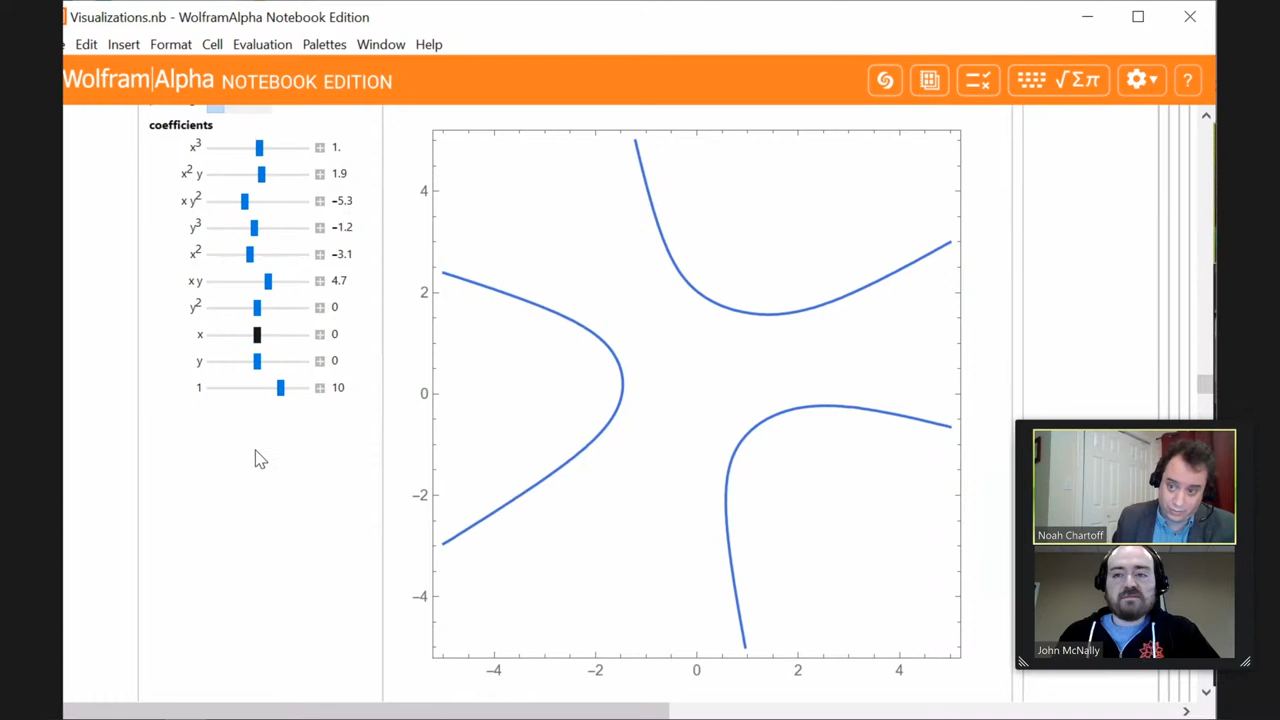 Visualizations.nb - WolframAlpha Notebook Edition
Edit Insert Format Cell Evaluation Palettes Window Help
Wolfram|Alpha NOTEBOOK EDITION
√Σπ
?
coefficients
x³ 1.
x² y 1.9
x y² −5.3
y³ −1.2
x² −3.1
x y 4.7
y² 0
x 0
y 0
1 10
4
2
0
−2
−4
−4 −2 0 2 4
Noah Chartoff
John McNally